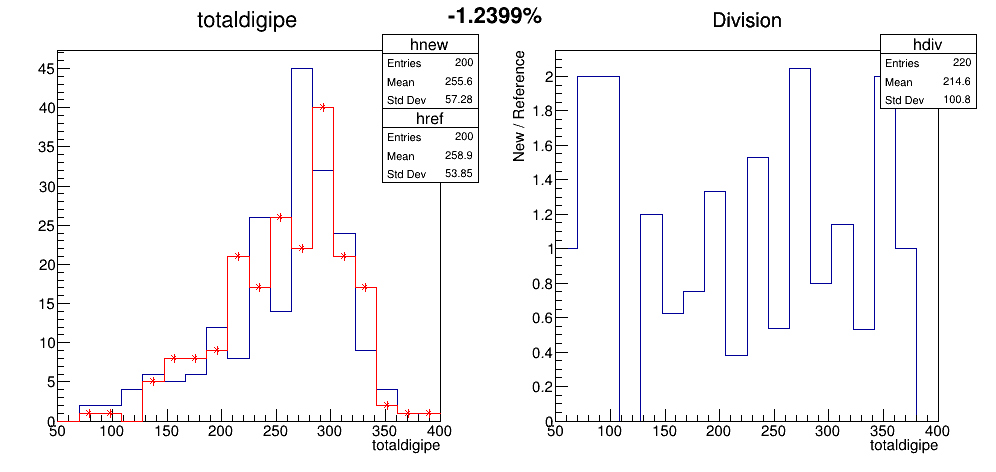 -1.2399%
totaldigipe
hnew
Entries 200
Mean 255.6
Std Dev 57.28
href
Entries 200
Mean 258.9
Std Dev 53.85
45
40
35
30
25
20
15
10
5
0
50 100 150 200 250 300 350 400
totaldigipe
Division
hdiv
Entries 220
Mean 214.6
Std Dev 100.8
New / Reference
2
1.8
1.6
1.4
1.2
1
0.8
0.6
0.4
0.2
0
50 100 150 200 250 300 350 400
totaldigipe